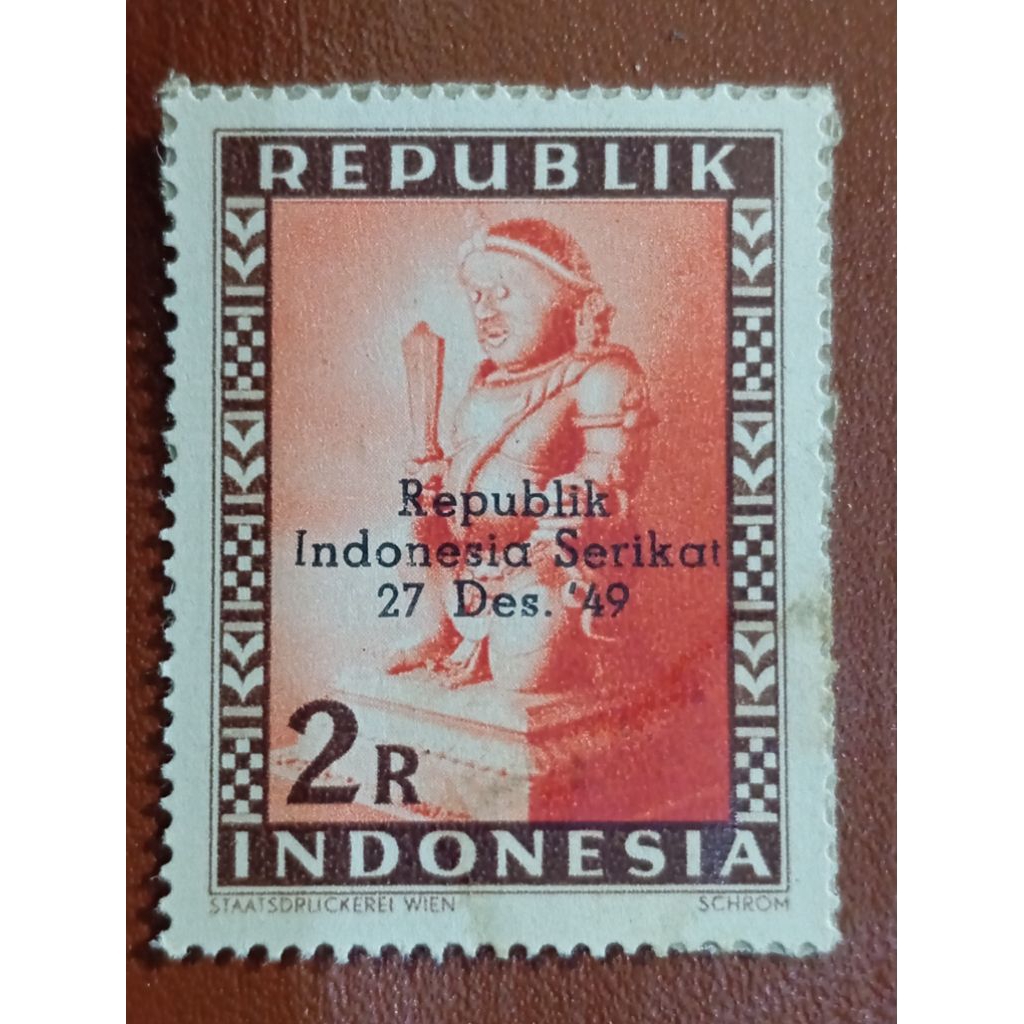 REPUBLIK
Republik
Indonesia Serikat
27 Des. '49
2R
INDONESIA
STAATSDRUCKEREI WIEN
SCHROM